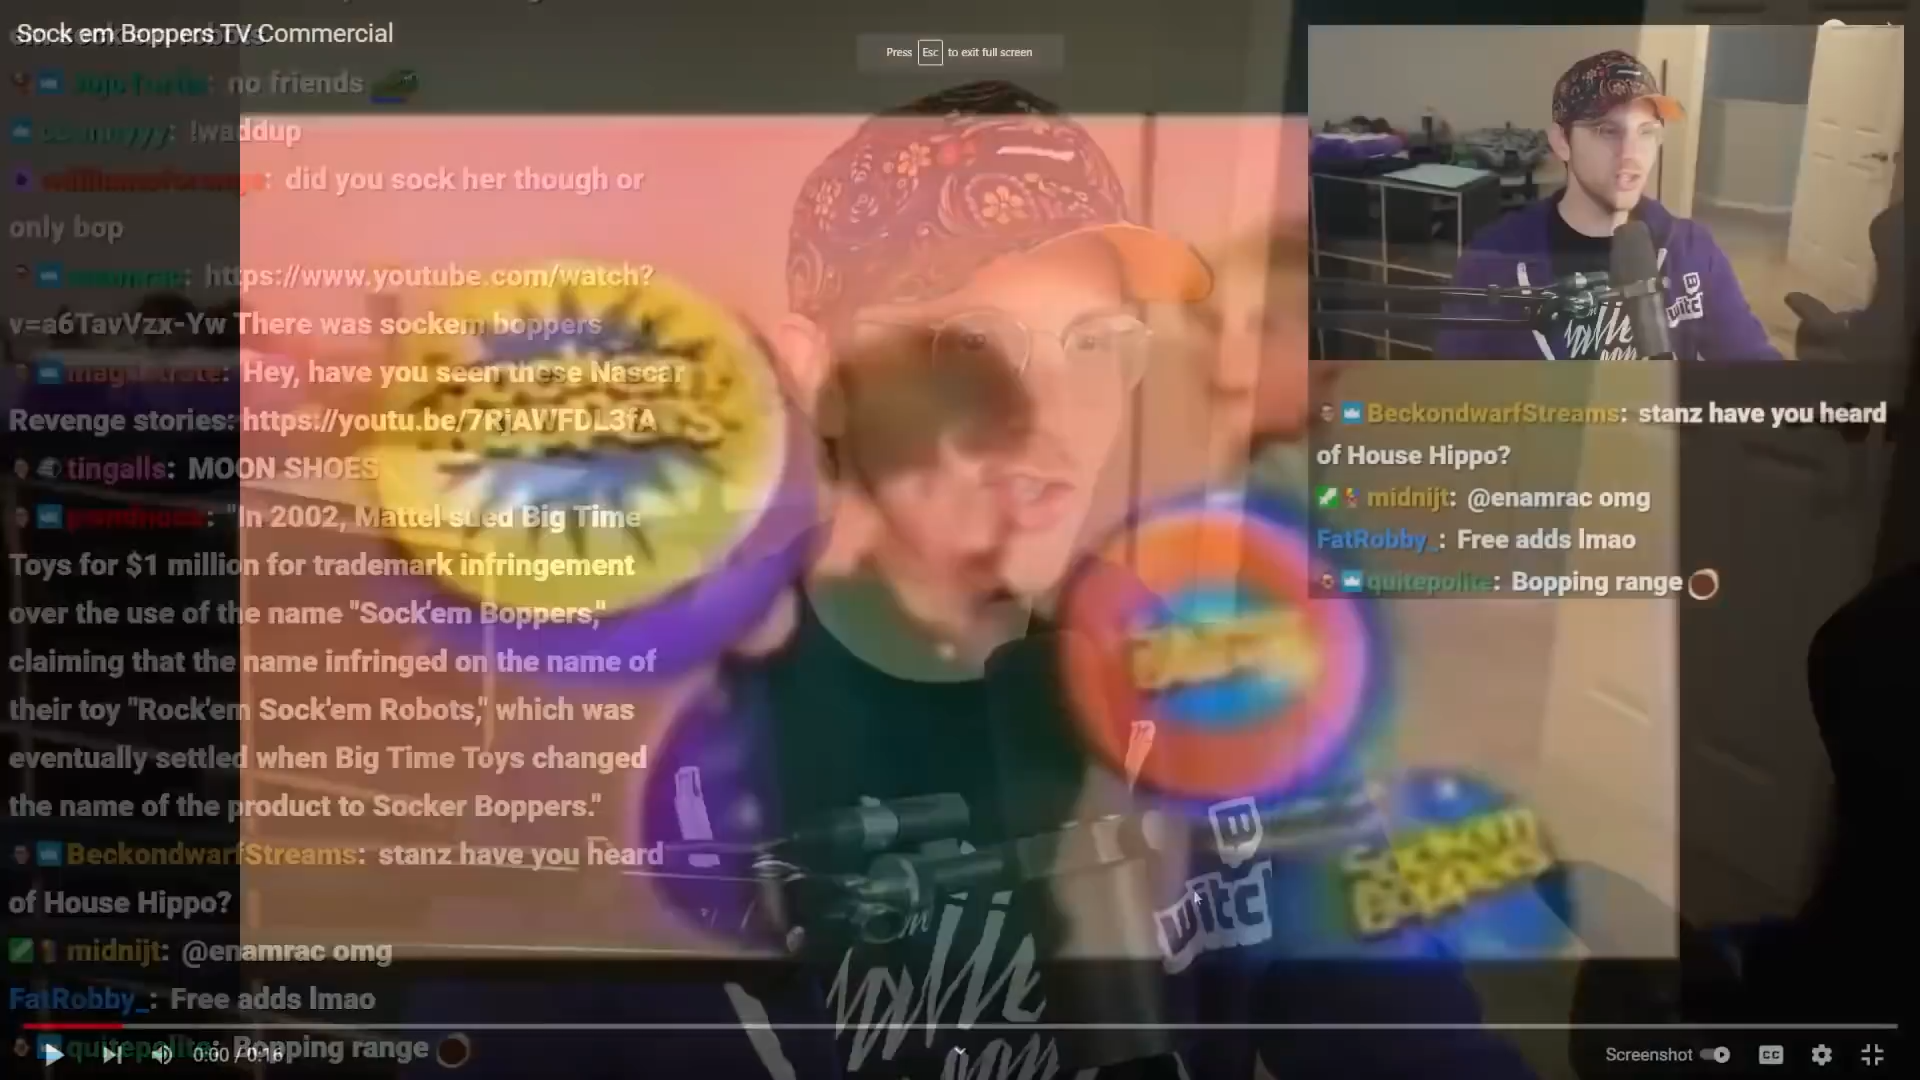 Sock em Boppers TV Commercial
Press Esc to exit full screen
no friends
!waddup
: did you sock her though or
only bop
https://www.youtube.com/watch?
v=a6TavVzx-Yw There was sockem boppers
Hey, have you seen these Nascar
Revenge stories: https://youtu.be/7RjAWFDL3fA
tingalls: MOON SHOES
: "In 2002, Mattel sued Big Time
Toys for $1 million for trademark infringement
over the use of the name "Sock'em Boppers,"
claiming that the name infringed on the name of
their toy "Rock'em Sock'em Robots," which was
eventually settled when Big Time Toys changed
the name of the product to Socker Boppers."
BeckondwarfStreams: stanz have you heard
of House Hippo?
midnijt: @enamrac omg
FatRobby_: Free adds lmao
quitepolite: Bopping range
0:00 / 0:16
BeckondwarfStreams: stanz have you heard
of House Hippo?
midnijt: @enamrac omg
FatRobby_: Free adds lmao
quitepolite: Bopping range
Sockem
Boppers
witch
witc
Screenshot
CC